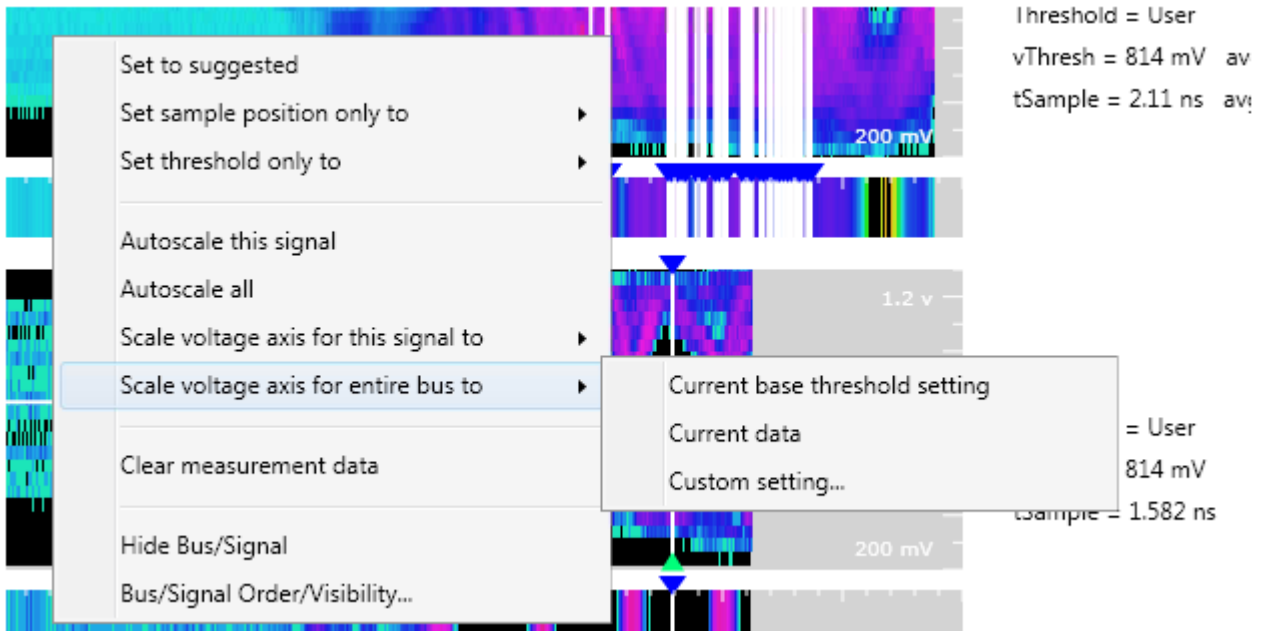 Threshold = User
vThresh = 814 mV av
tSample = 2.11 ns
200 mV
Set to suggested
Set sample position only to
Set threshold only to
Autoscale this signal
Autoscale all
Scale voltage axis for this signal to
Scale voltage axis for entire bus to
Clear measurement data
Hide Bus/Signal
Bus/Signal Order/Visibility...
1.2 v
Current base threshold setting
Current data
Custom setting...
= User
814 mV
tSample = 1.582 ns
200 mV